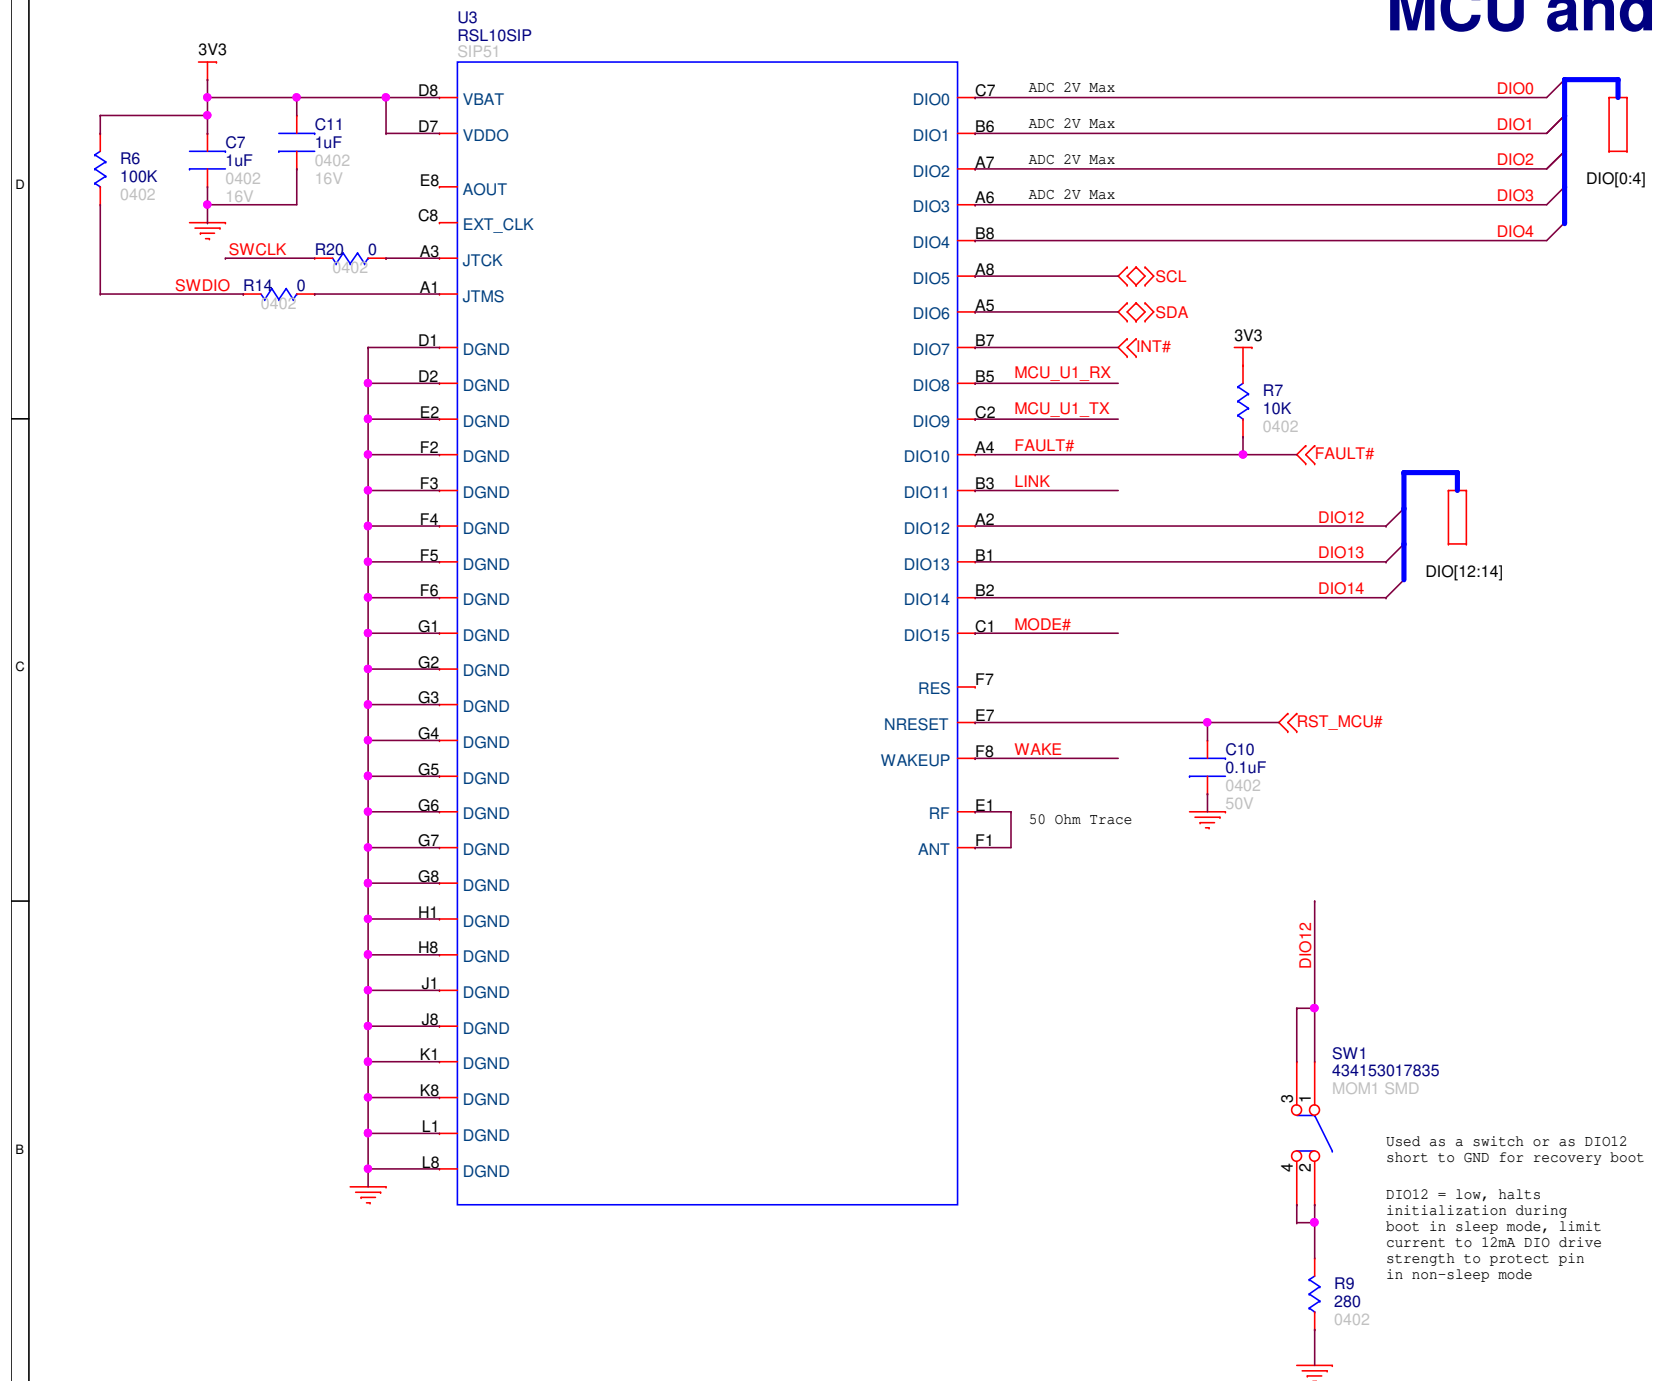 MCU and
U3
RSL10SIP
SIP51
3V3
D8 VBAT
D7 VDDO
E8 AOUT
C8 EXT_CLK
A3 JTCK
A1 JTMS
C7
1uF
0402
16V
C11
1uF
0402
16V
R6
100K
0402
SWCLK R20 0
0402
SWDIO R14 0
0402
D1 DGND
D2 DGND
E2 DGND
F2 DGND
F3 DGND
F4 DGND
F5 DGND
F6 DGND
G1 DGND
G2 DGND
G3 DGND
G4 DGND
G5 DGND
G6 DGND
G7 DGND
G8 DGND
H1 DGND
H8 DGND
J1 DGND
J8 DGND
K1 DGND
K8 DGND
L1 DGND
L8 DGND
DIO0 C7 ADC 2V Max DIO0
DIO1 B6 ADC 2V Max DIO1
DIO2 A7 ADC 2V Max DIO2
DIO3 A6 ADC 2V Max DIO3
DIO4 B8 DIO4
DIO[0:4]
DIO5 A8 SCL
DIO6 A5 SDA
DIO7 B7 INT#
DIO8 B5 MCU_U1_RX
DIO9 C2 MCU_U1_TX
DIO10 A4 FAULT# FAULT#
3V3
R7
10K
0402
DIO11 B3 LINK
DIO12 A2 DIO12
DIO13 B1 DIO13
DIO14 B2 DIO14
DIO[12:14]
DIO15 C1 MODE#
RES F7
NRESET E7 RST_MCU#
WAKEUP F8 WAKE
C10
0.1uF
0402
50V
RF E1
50 Ohm Trace
ANT F1
DIO12
SW1
434153017835
MOM1 SMD
3 1
4 2
Used as a switch or as DIO12
short to GND for recovery boot
DIO12 = low, halts
initialization during
boot in sleep mode, limit
current to 12mA DIO drive
strength to protect pin
in non-sleep mode
R9
280
0402
D
C
B